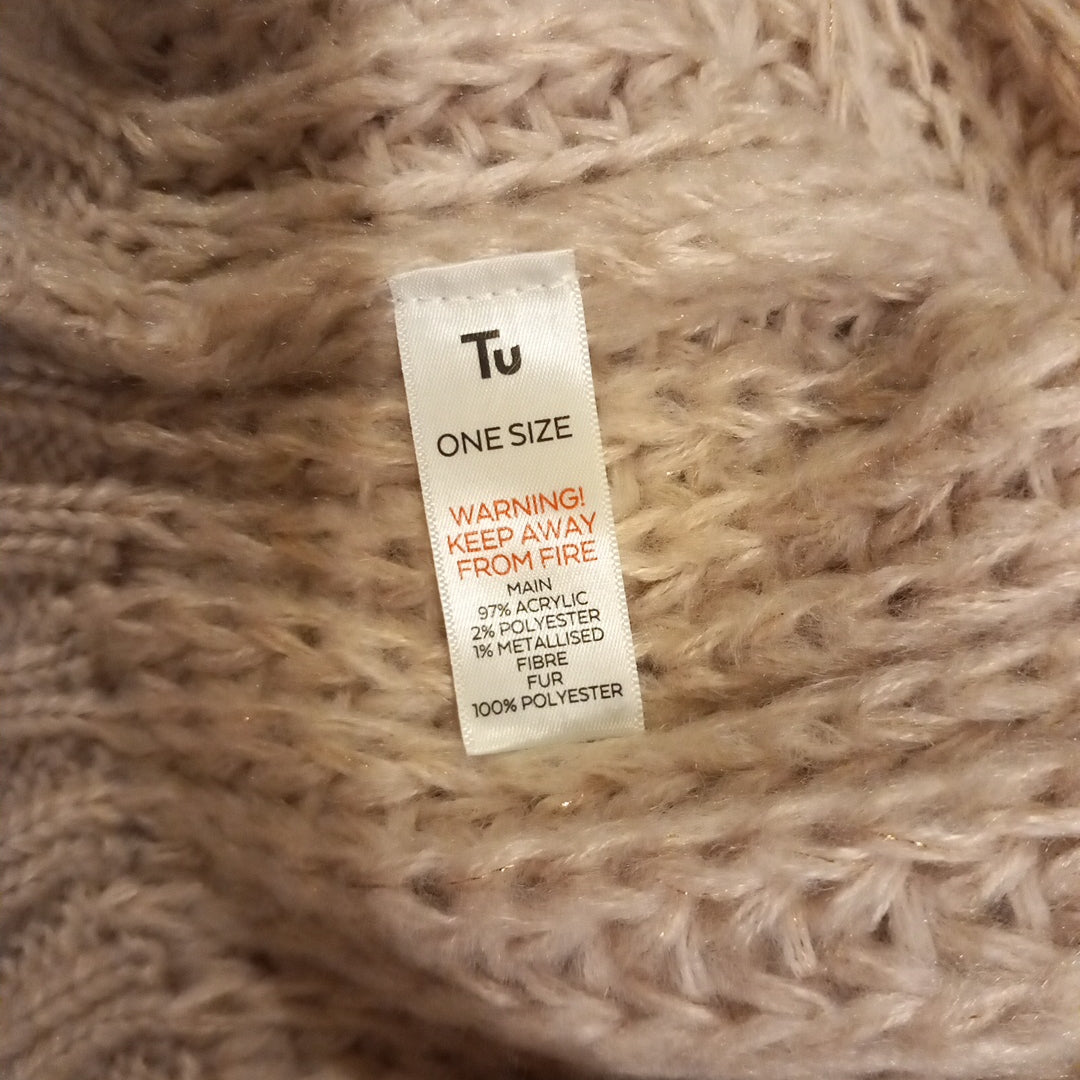 Tu
ONE SIZE
WARNING!
KEEP AWAY
FROM FIRE
MAIN
97% ACRYLIC
2% POLYESTER
1% METALLISED
FIBRE
FUR
100% POLYESTER